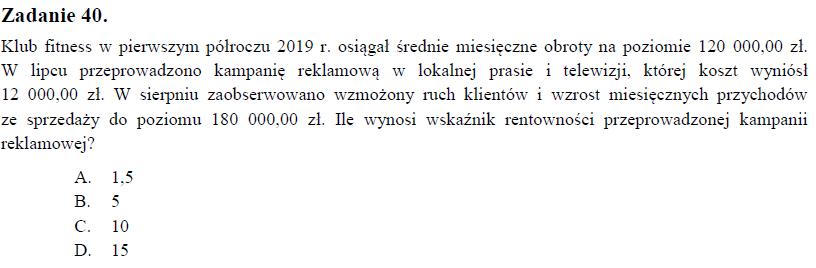 Zadanie 40.
Klub fitness w pierwszym półroczu 2019 r. osiągał średnie miesięczne obroty na poziomie 120 000,00 zł.
W lipcu przeprowadzono kampanię reklamową w lokalnej prasie i telewizji, której koszt wyniósł
12 000,00 zł. W sierpniu zaobserwowano wzmożony ruch klientów i wzrost miesięcznych przychodów
ze sprzedaży do poziomu 180 000,00 zł. Ile wynosi wskaźnik rentowności przeprowadzonej kampanii
reklamowej?
A. 1,5
B. 5
C. 10
D. 15